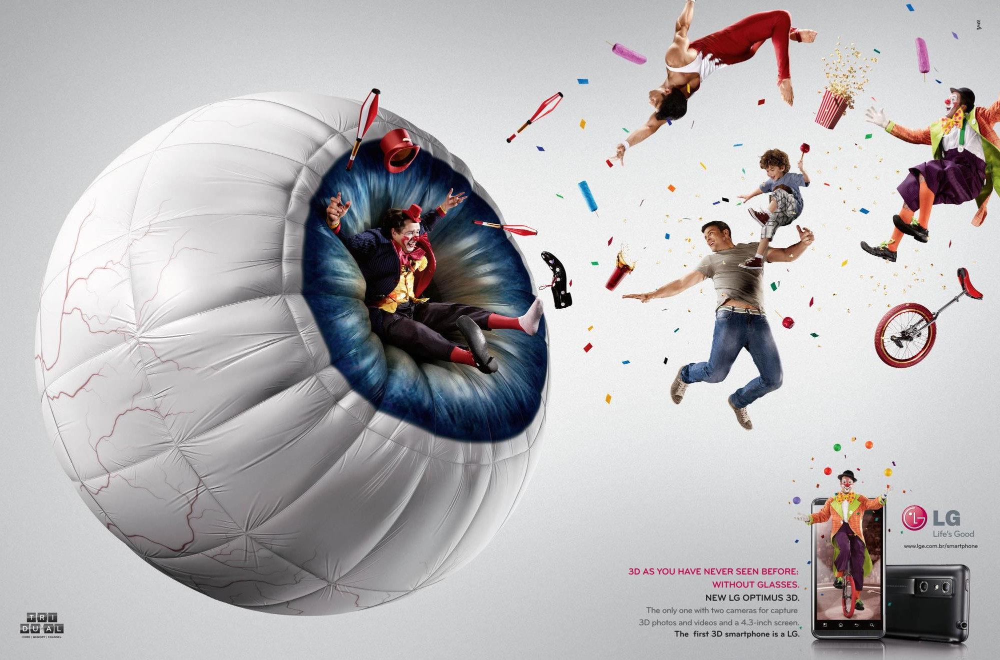 Y&R
LG
Life's Good
www.lge.com.br/smartphone
3D AS YOU HAVE NEVER SEEN BEFORE:
WITHOUT GLASSES.
NEW LG OPTIMUS 3D.
The only one with two cameras for capture
3D photos and videos and a 4.3-inch screen.
The first 3D smartphone is a LG.
TRI
DUAL
CORE | MEMORY | CHANNEL